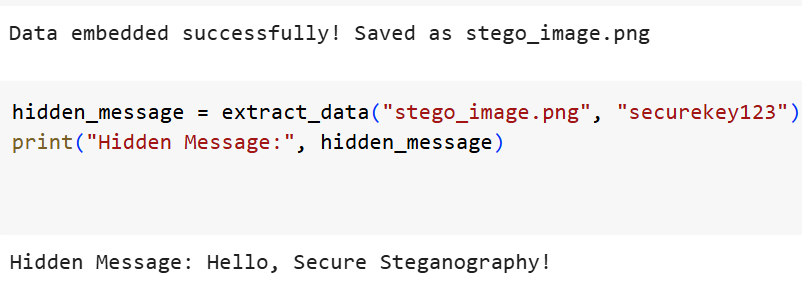 Data embedded successfully! Saved as stego_image.png
hidden_message = extract_data("stego_image.png", "securekey123")
print("Hidden Message:", hidden_message)
Hidden Message: Hello, Secure Steganography!